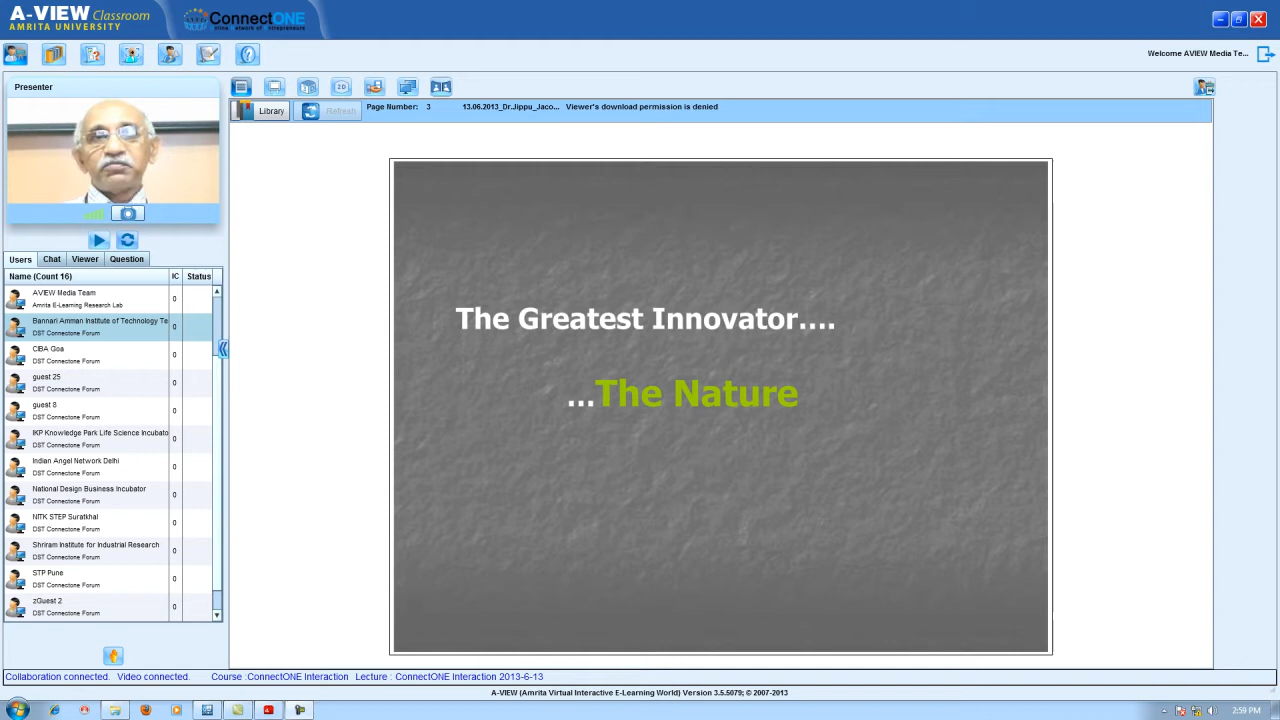 A-VIEW Classroom
AMRITA UNIVERSITY
ConnectONE
Welcome AVIEW Media Te...
Presenter
Library
Refresh
Page Number: 3
13.06.2013_Dr.Jippu_Jaco...
Viewer's download permission is denied
The Greatest Innovator....
...The Nature
Users
Chat
Viewer
Question
Name (Count 16)
IC
Status
AVIEW Media Team
Amrita E-Learning Research Lab
0
Bannari Amman Institute of Technology Te
DST Connectone Forum
0
CIBA Goa
DST Connectone Forum
0
guest 25
DST Connectone Forum
0
guest 8
DST Connectone Forum
0
IKP Knowledge Park Life Science Incubato
DST Connectone Forum
0
Indian Angel Network Delhi
DST Connectone Forum
0
National Design Business Incubator
DST Connectone Forum
0
NITK STEP Suratkhal
DST Connectone Forum
0
Shriram Institute for Industrial Research
DST Connectone Forum
0
STP Pune
DST Connectone Forum
0
zGuest 2
DST Connectone Forum
0
Collaboration connected. Video connected. Course :ConnectONE Interaction Lecture : ConnectONE Interaction 2013-6-13
A-VIEW (Amrita Virtual Interactive E-Learning World) Version 3.5.5079; © 2007-2013
2:59 PM